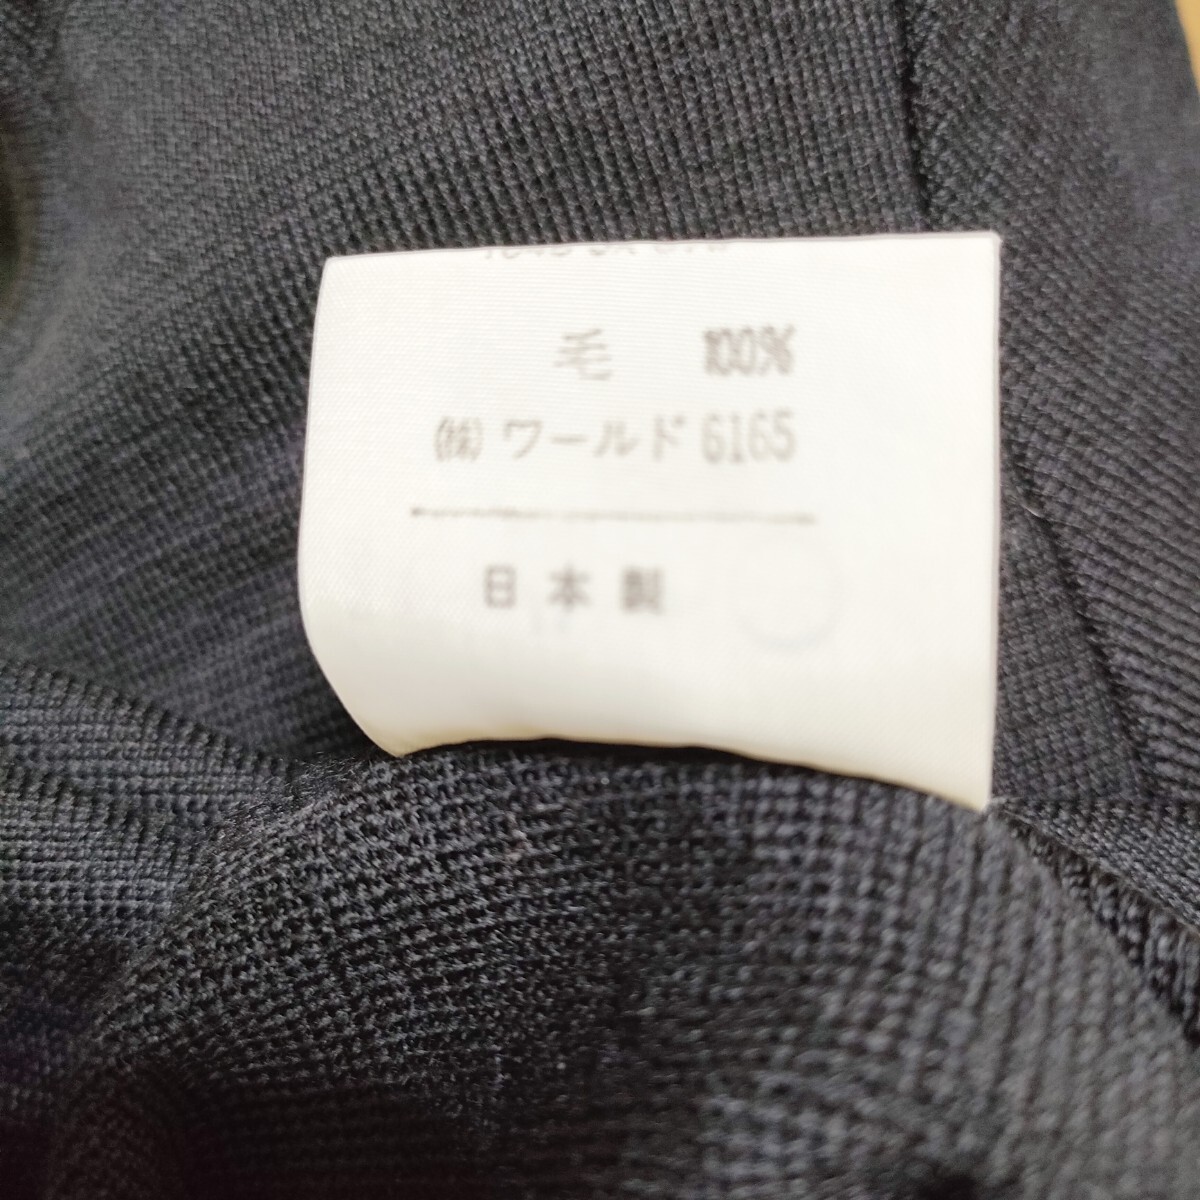 毛 100%
㈱ ワールド 6165
日本製